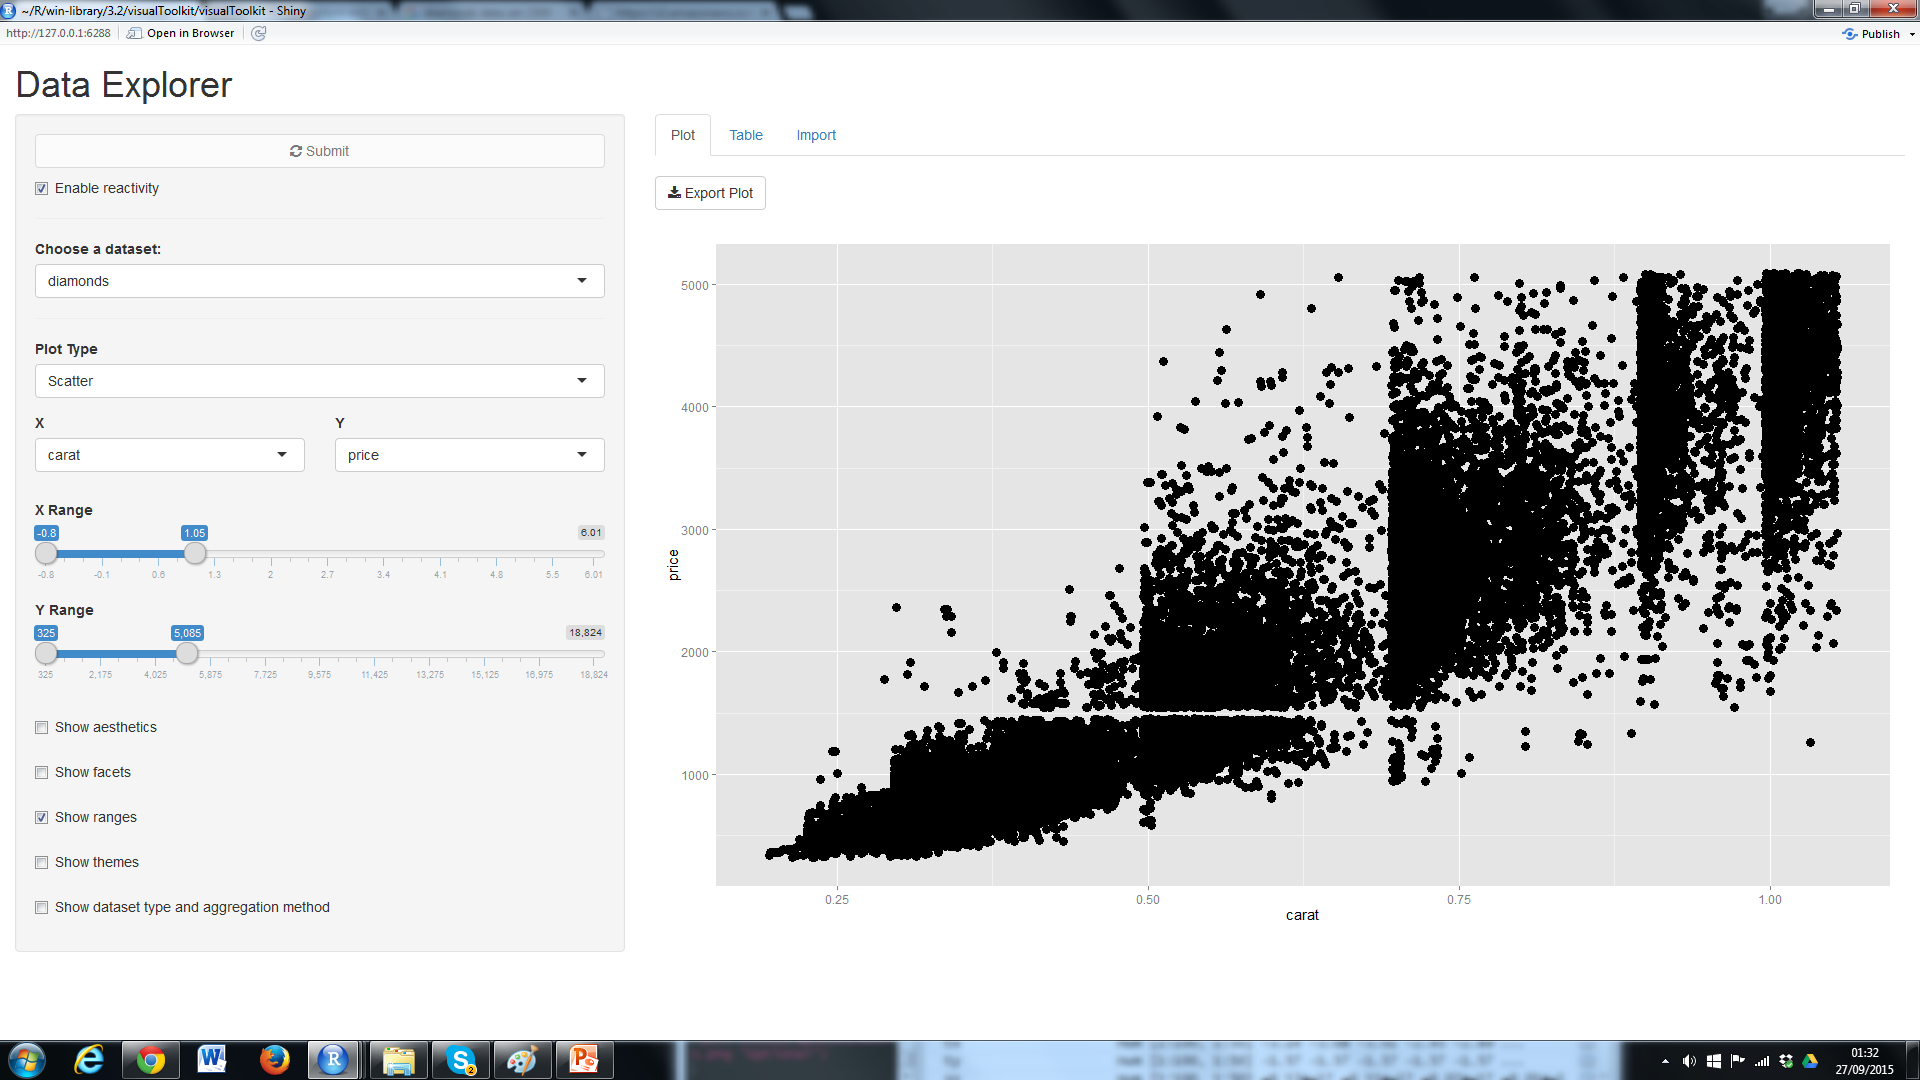 ~/R/win-library/3.2/visualToolkit/visualToolkit - Shiny
http://127.0.0.1:6288 Open in Browser Publish
Data Explorer
Submit
Enable reactivity
Choose a dataset:
diamonds
Plot Type
Scatter
X Y
carat price
X Range
-0.8 1.05 6.01
-0.8 -0.1 0.6 1.3 2 2.7 3.4 4.1 4.8 5.5 6.01
Y Range
325 5,085 18,824
325 2,175 4,025 5,875 7,725 9,575 11,425 13,275 15,125 16,975 18,824
Show aesthetics
Show facets
Show ranges
Show themes
Show dataset type and aggregation method
Plot Table Import
Export Plot
5000
4000
3000
2000
1000
price
0.25 0.50 0.75 1.00
carat
2
01:32
27/09/2015